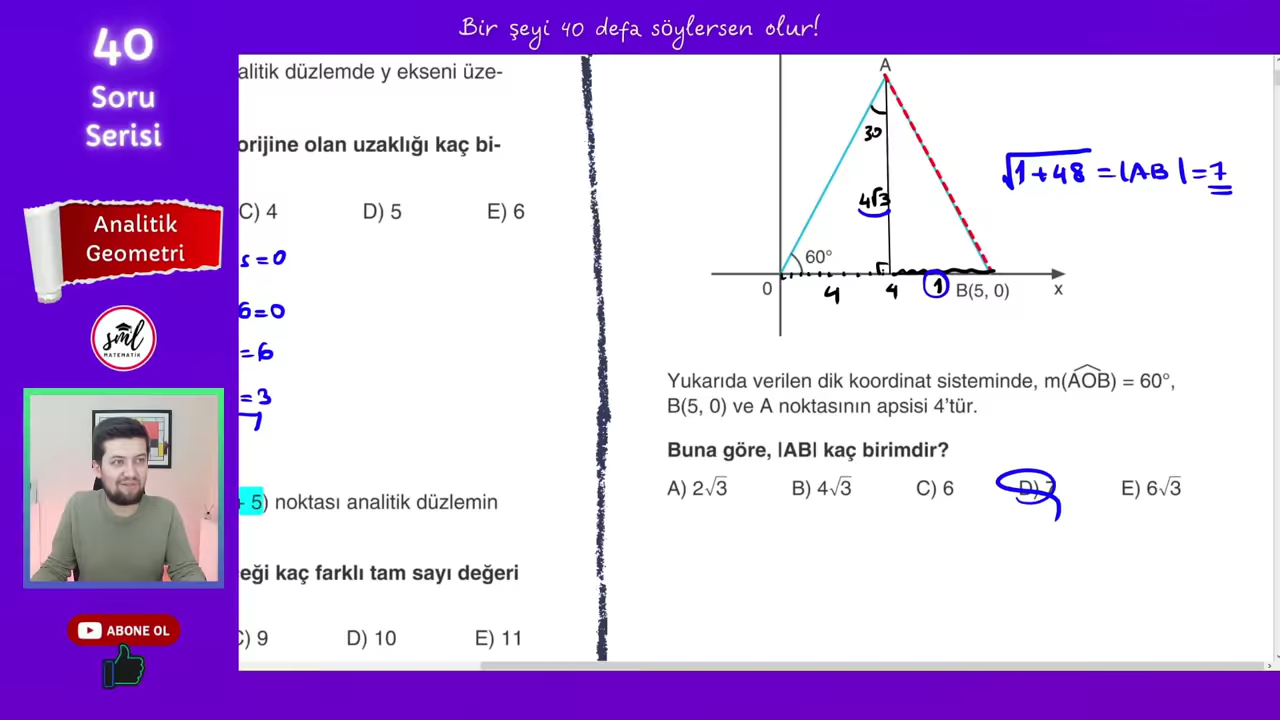 Bir şeyi 40 defa söylersen olur!
40
Soru
Serisi
Analitik
Geometri
sml
MATEMATİK
ABONE OL
alitik düzlemde y ekseni üze-
orijine olan uzaklığı kaç bi-
C) 4 D) 5 E) 6
s=0
6=0
=6
=3
+ 5) noktası analitik düzlemin
eği kaç farklı tam sayı değeri
C) 9 D) 10 E) 11
A
30
4√3
60°
0 4 4 1 B(5, 0) x
√1+48 = |AB| = 7
Yukarıda verilen dik koordinat sisteminde, m(AOB) = 60°,
B(5, 0) ve A noktasının apsisi 4'tür.
Buna göre, |AB| kaç birimdir?
A) 2√3 B) 4√3 C) 6 D) 7 E) 6√3